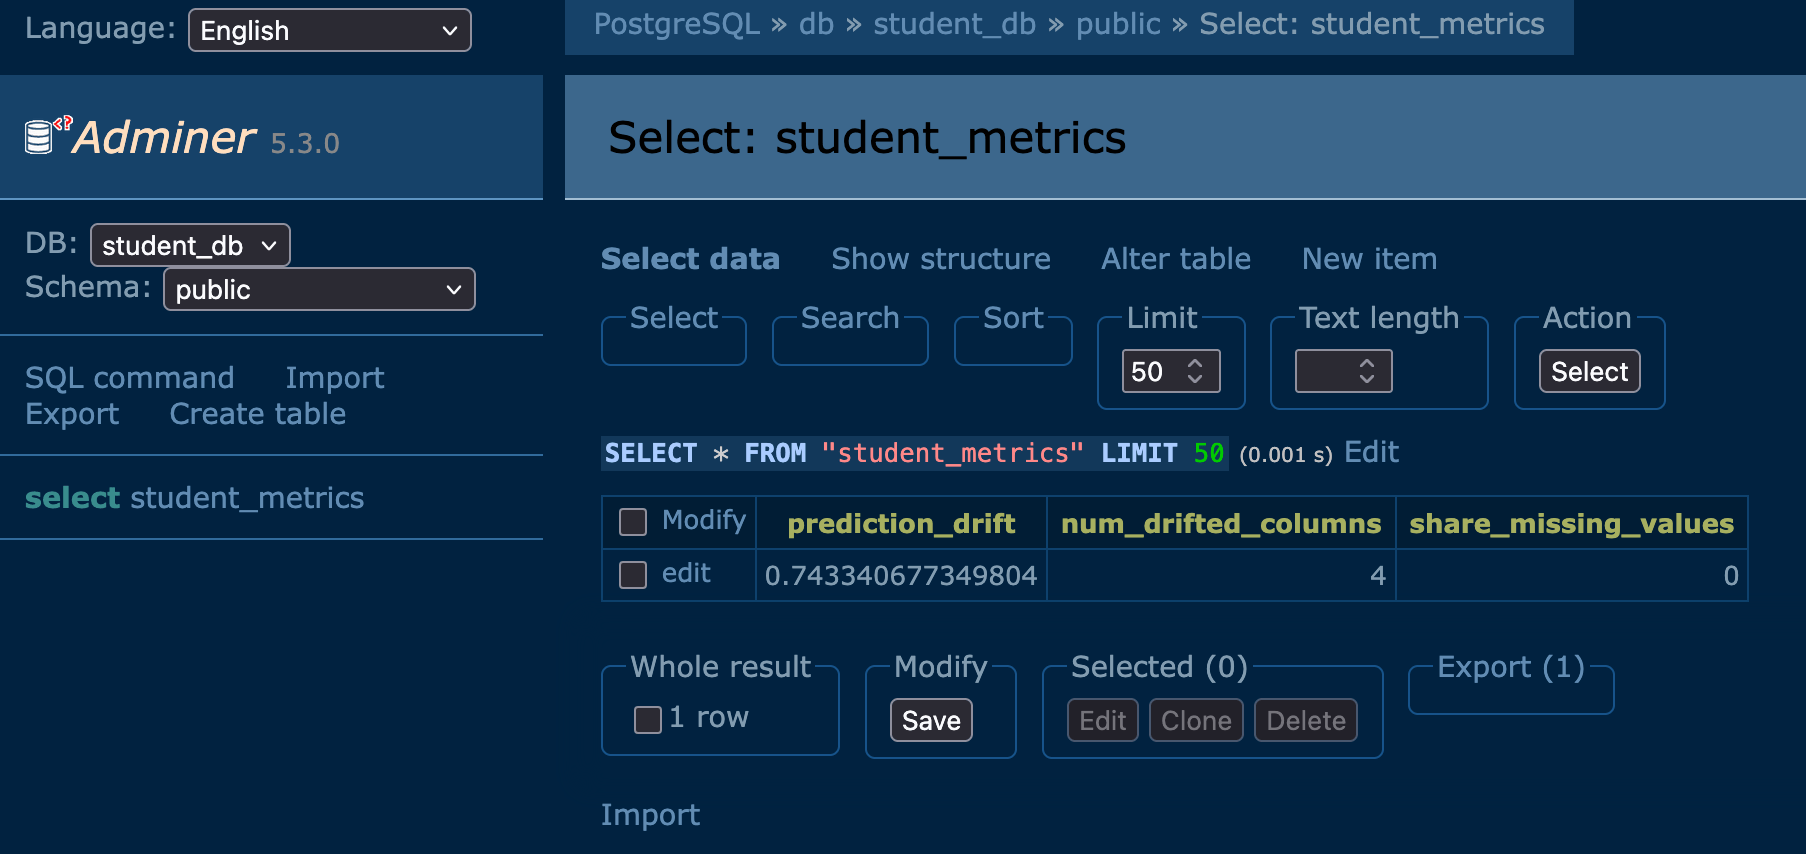 Language: English
PostgreSQL » db » student_db » public » Select: student_metrics
Adminer 5.3.0
Select: student_metrics
DB: student_db
Schema: public
SQL command Import
Export Create table
select student_metrics
Select data Show structure Alter table New item
Select Search Sort Limit Text length Action
50 Select
SELECT * FROM "student_metrics" LIMIT 50 (0.001 s) Edit
Modify prediction_drift num_drifted_columns share_missing_values
edit 0.743340677349804 4 0
Whole result Modify Selected (0) Export (1)
1 row Save Edit Clone Delete
Import